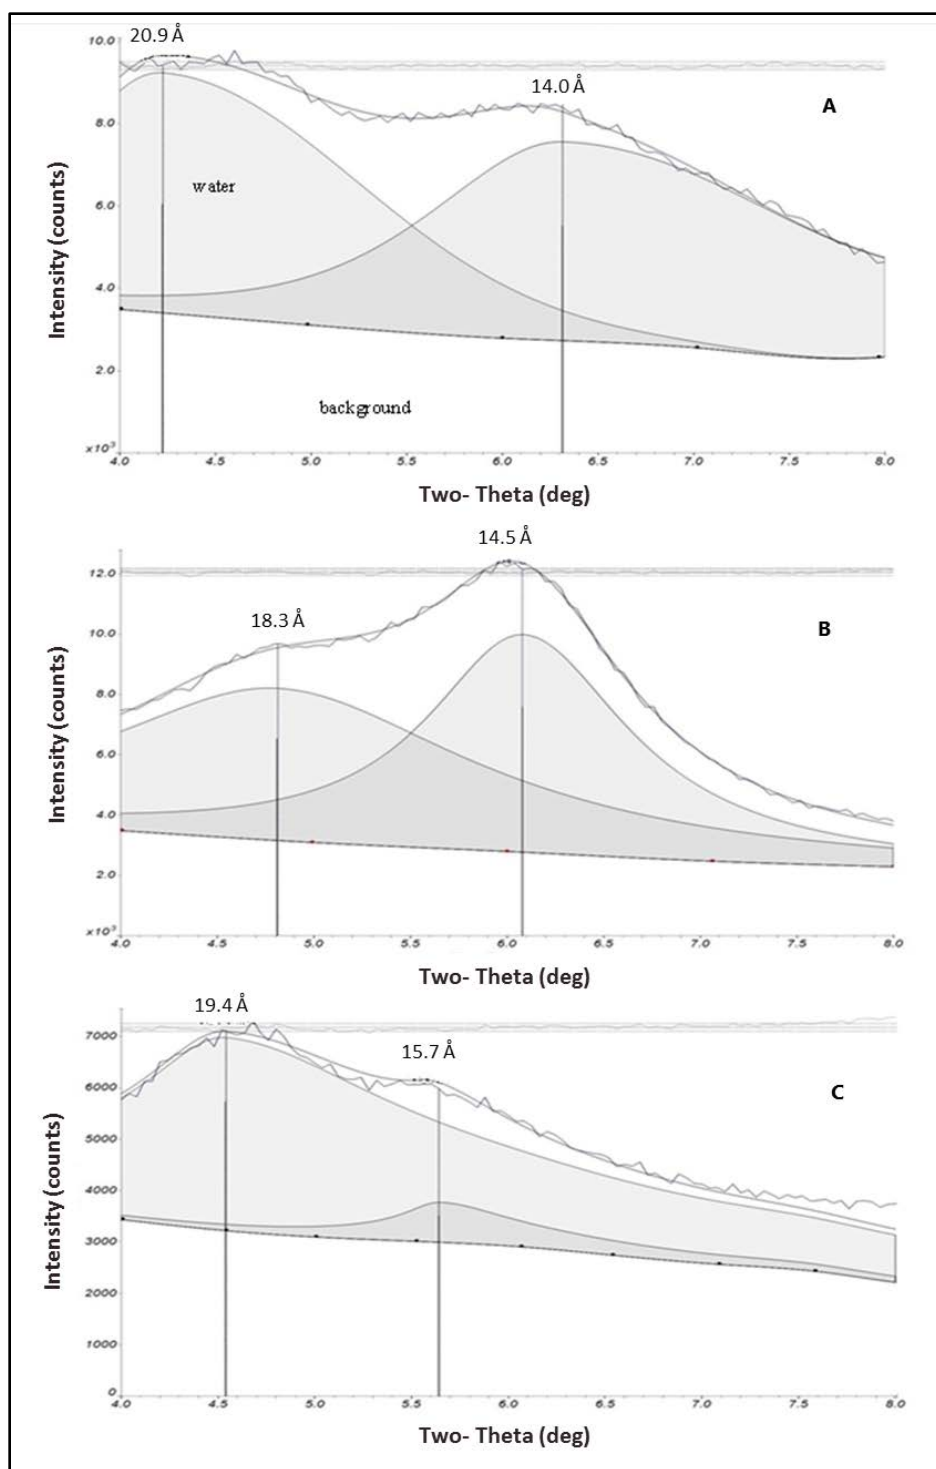 20.9 Å
10.0
14.0 Å
A
8.0
water
6.0
4.0
2.0
background
x10³
4.0 4.5 5.0 5.5 6.0 6.5 7.0 7.5 8.0
Intensity (counts)
Two- Theta (deg)
14.5 Å
12.0
18.3 Å
B
10.0
8.0
6.0
4.0
2.0
x10³
4.0 4.5 5.0 5.5 6.0 6.5 7.0 7.5 8.0
Intensity (counts)
Two- Theta (deg)
19.4 Å
7000
15.7 Å
6000
C
5000
4000
3000
2000
1000
0
4.0 4.5 5.0 5.5 6.0 6.5 7.0 7.5 8.0
Intensity (counts)
Two- Theta (deg)